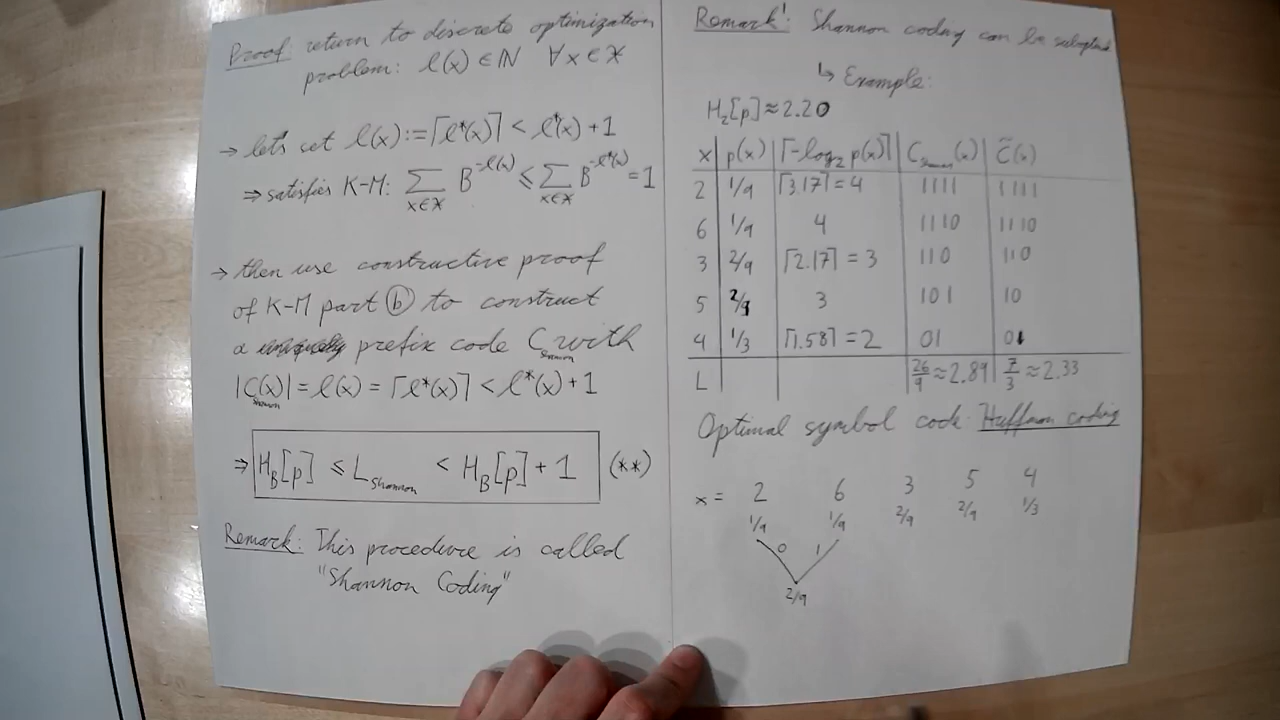 Proof: return to discrete optimization
problem: l(x) ∈ ℕ ∀ x ∈ 𝒳
→ let's set l(x) := ⌈l*(x)⌉ < l*(x) + 1
⇒ satisfies K-M: Σ_{x∈𝒳} B^{-l(x)} ≤ Σ_{x∈𝒳} B^{-l*(x)} = 1
→ then use constructive proof
of K-M part ⓑ to construct
a prefix code C_Shannon with
|C_Shannon(x)| = l(x) = ⌈l*(x)⌉ < l*(x) + 1
⇒ H_B[p] ≤ L_Shannon < H_B[p] + 1 (**)
Remark: This procedure is called
"Shannon Coding"
Remark': Shannon coding can be subopted
↳ Example:
H₂[p] ≈ 2.20
x | p(x) | ⌈-log₂ p(x)⌉ | C_Shannon(x) | C̃(x)
2 | 1/9 | ⌈3.17⌉ = 4 | 1111 | 1111
6 | 1/9 | 4 | 1110 | 1110
3 | 2/9 | ⌈2.17⌉ = 3 | 110 | 110
5 | 2/9 | 3 | 101 | 10
4 | 1/3 | ⌈1.58⌉ = 2 | 01 | 0
L | | | 26/9 ≈ 2.89 | 7/3 ≈ 2.33
Optimal symbol code: Huffman coding
x = 2 6 3 5 4
1/9 1/9 2/9 2/9 1/3
0 1
2/9